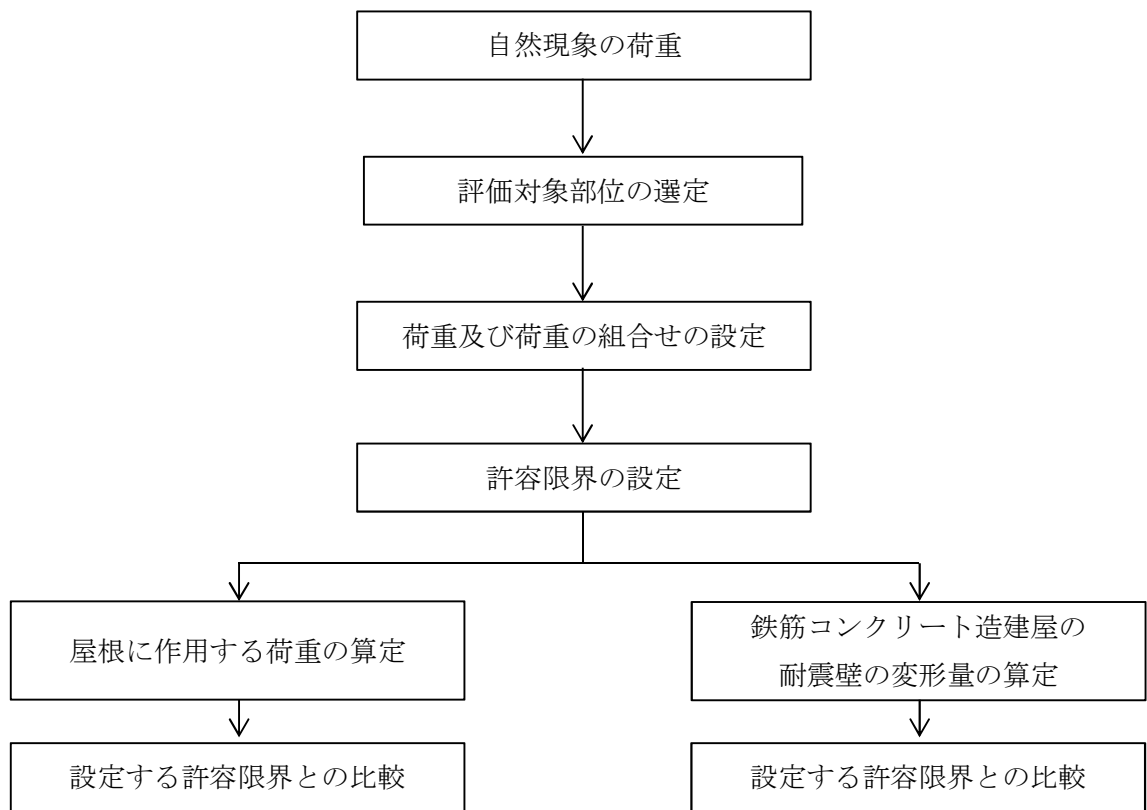 自然現象の荷重
評価対象部位の選定
荷重及び荷重の組合せの設定
許容限界の設定
屋根に作用する荷重の算定
鉄筋コンクリート造建屋の
耐震壁の変形量の算定
設定する許容限界との比較
設定する許容限界との比較